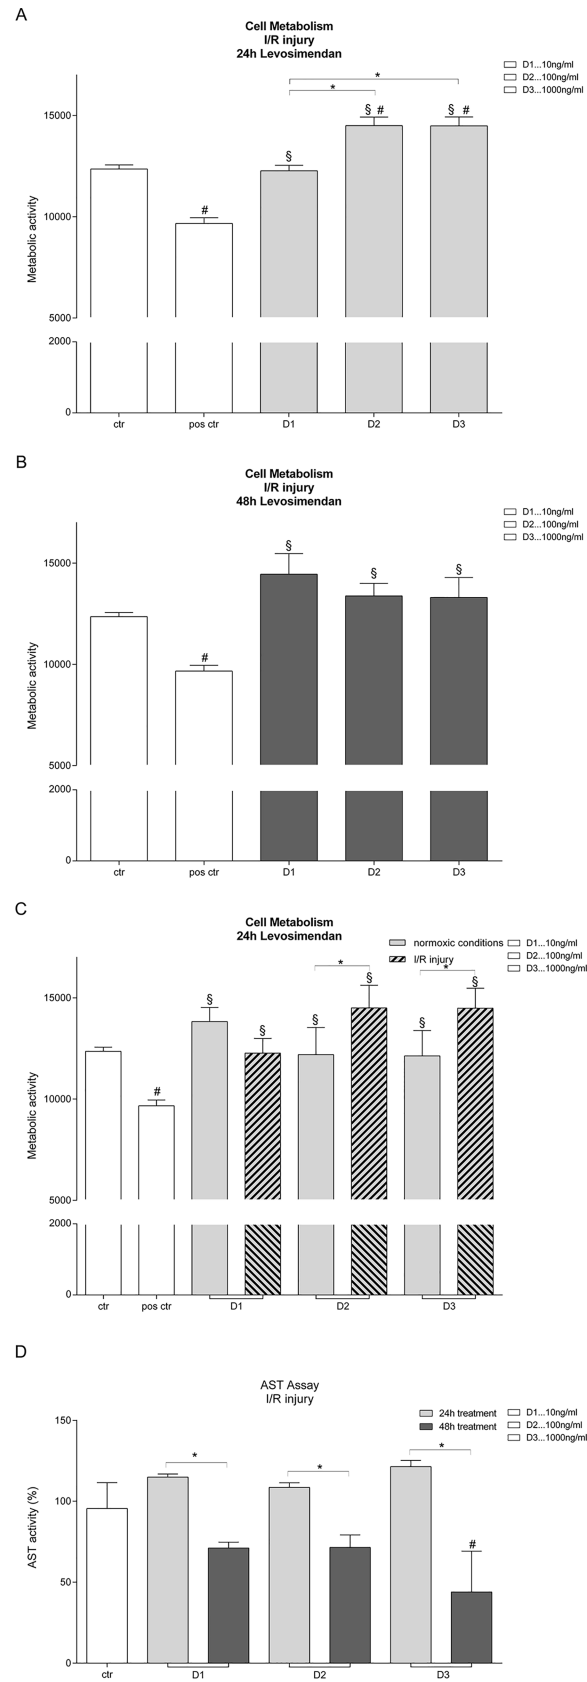 A
Cell Metabolism
I/R injury
24h Levosimendan
D1...10ng/ml
D2...100ng/ml
D3...1000ng/ml
* 
*
§ # § #
§
#
15000
10000
5000
2000
0
Metabolic activity
ctr pos ctr D1 D2 D3
B
Cell Metabolism
I/R injury
48h Levosimendan
D1...10ng/ml
D2...100ng/ml
D3...1000ng/ml
§
§ §
#
15000
10000
5000
2000
0
Metabolic activity
ctr pos ctr D1 D2 D3
C
Cell Metabolism
24h Levosimendan
normoxic conditions
I/R injury
D1...10ng/ml
D2...100ng/ml
D3...1000ng/ml
* *
§ §
§
§ § §
#
15000
10000
5000
2000
0
Metabolic activity
ctr pos ctr D1 D2 D3
D
AST Assay
I/R injury
24h treatment
48h treatment
D1...10ng/ml
D2...100ng/ml
D3...1000ng/ml
* * *
#
150
100
50
0
AST activity (%)
ctr D1 D2 D3